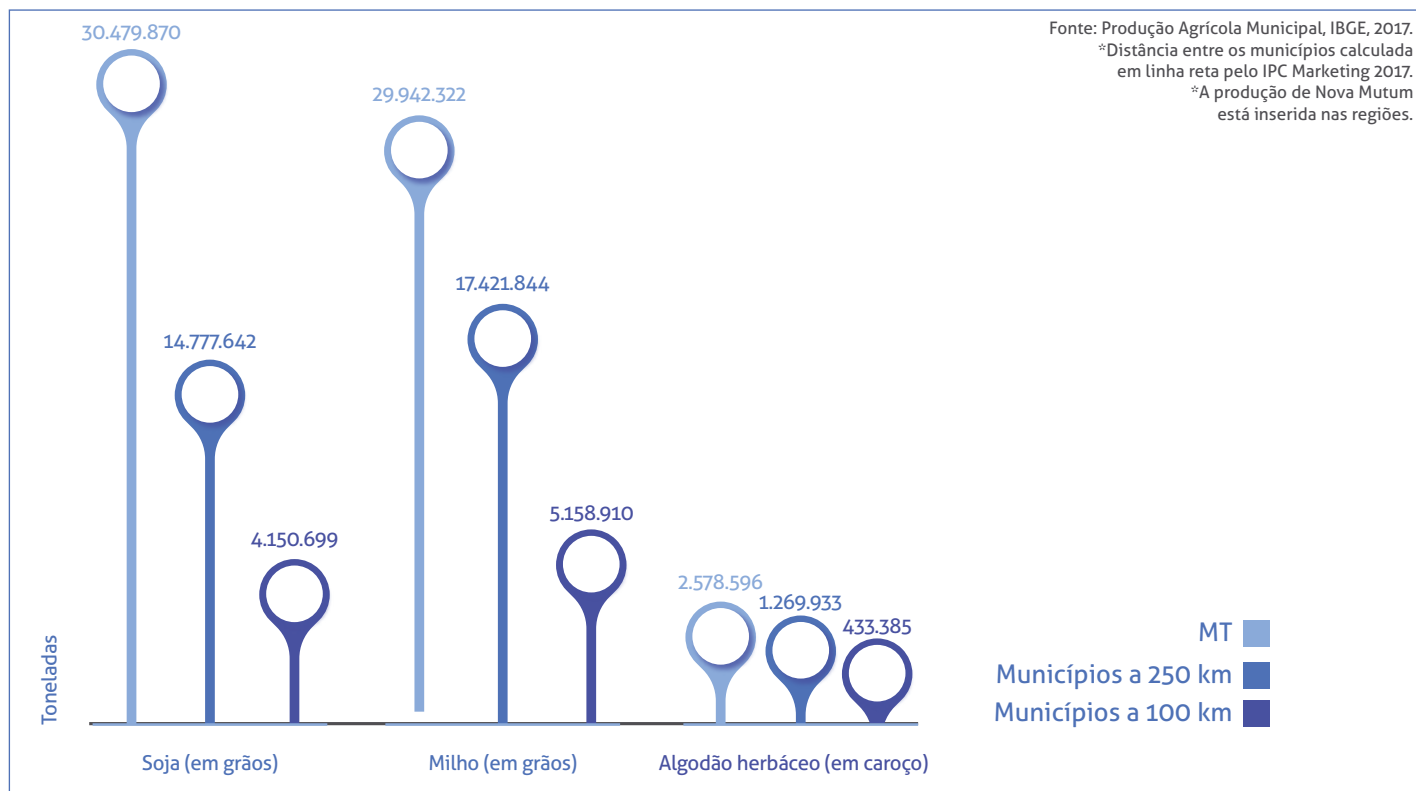 30.479.870
Fonte: Produção Agrícola Municipal, IBGE, 2017.
*Distância entre os municípios calculada
em linha reta pelo IPC Marketing 2017.
*A produção de Nova Mutum
está inserida nas regiões.
29.942.322
17.421.844
14.777.642
5.158.910
4.150.699
2.578.596
1.269.933
433.385
Toneladas
MT
Municípios a 250 km
Municípios a 100 km
Soja (em grãos)
Milho (em grãos)
Algodão herbáceo (em caroço)